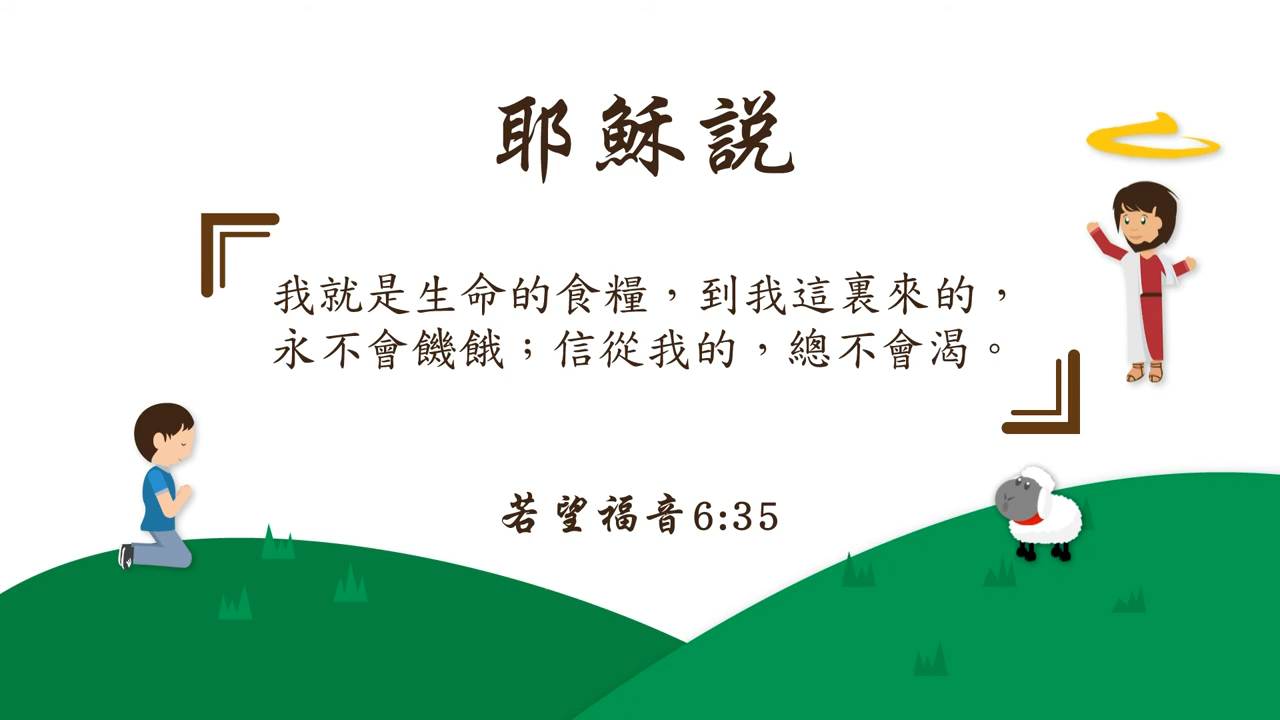 耶穌説
我就是生命的食糧，到我這裏來的，
永不會饑餓；信從我的，總不會渴。
若望福音6:35